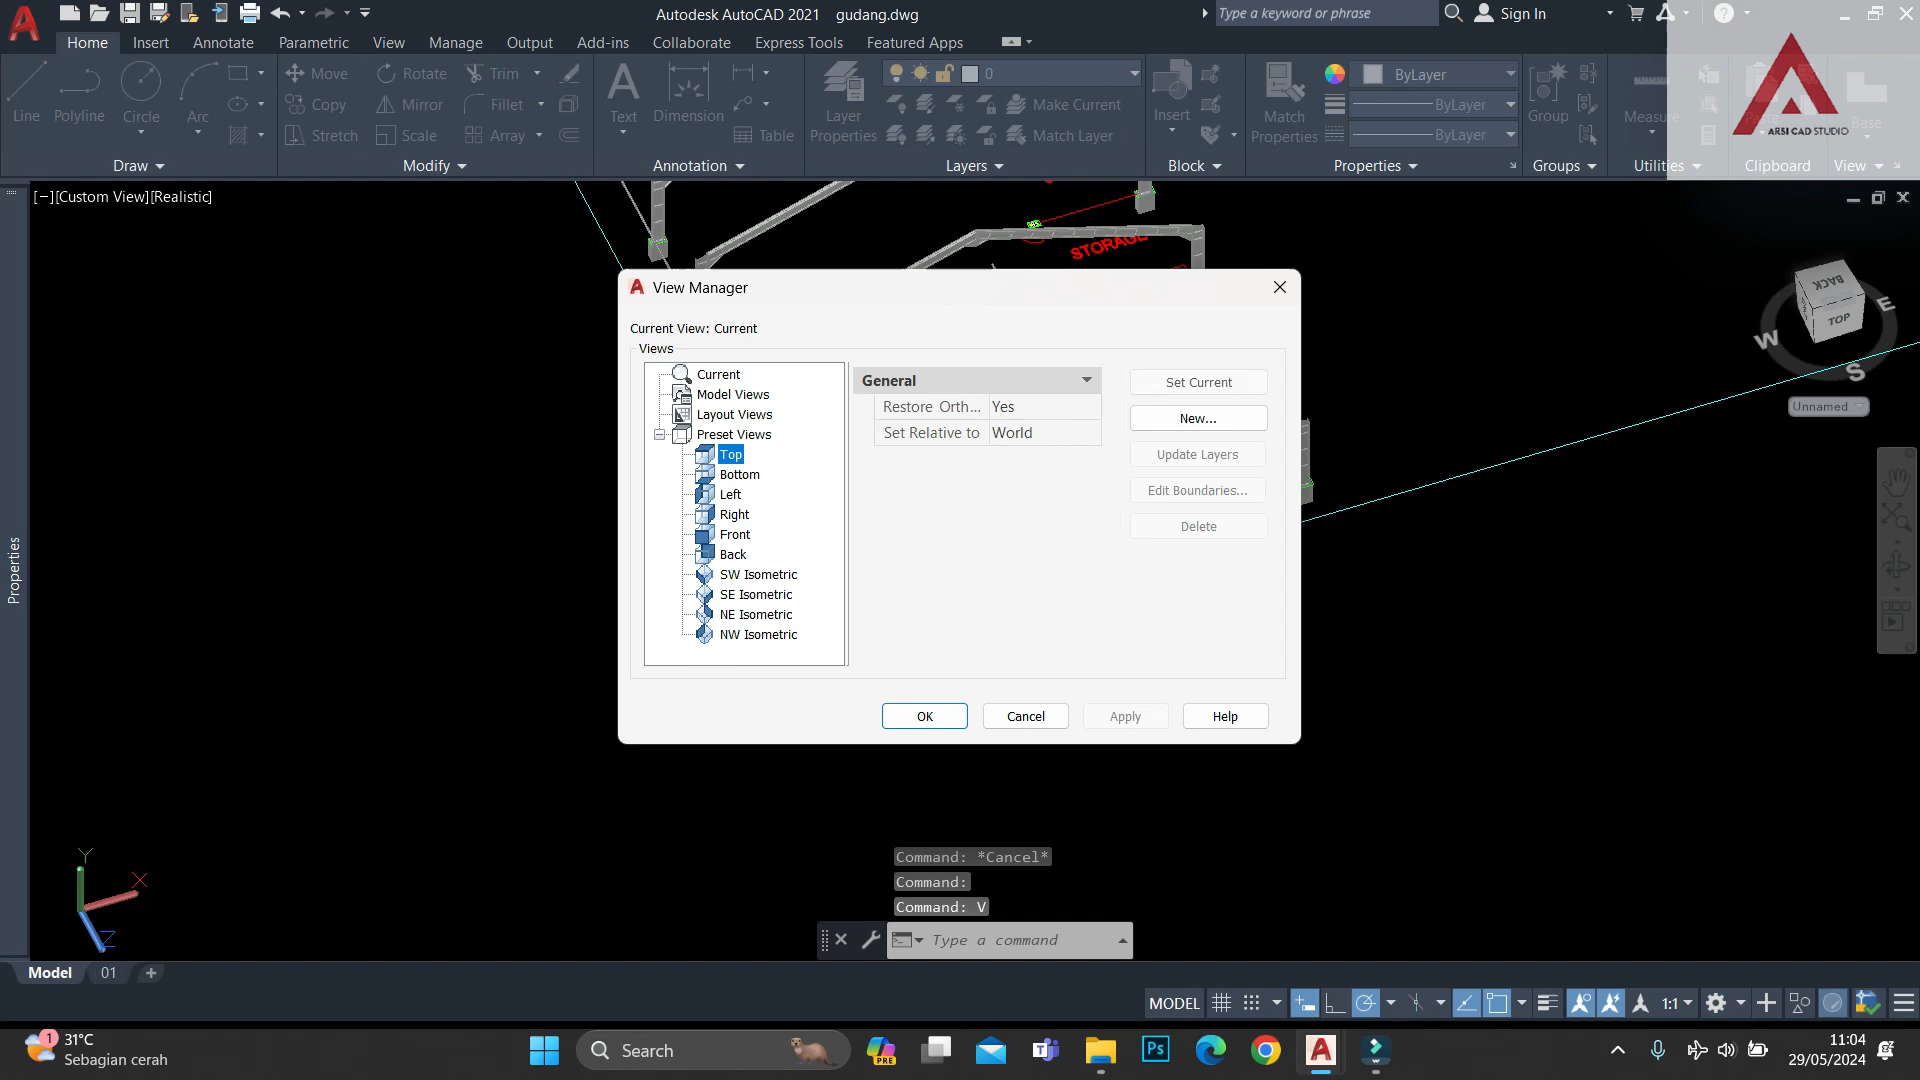 Autodesk AutoCAD 2021 gudang.dwg
Type a keyword or phrase
Sign In
Home Insert Annotate Parametric View Manage Output Add-ins Collaborate Express Tools Featured Apps
Line Polyline Circle Arc
Move Rotate Trim
Copy Mirror Fillet
Stretch Scale Array
Text Dimension Table
Layer Properties
0
Make Current
Match Layer
Insert
Match Properties
ByLayer
ByLayer
ByLayer
Group
Measure
Paste
Base
ARSI CAD STUDIO
Draw Modify Annotation Layers Block Properties Groups Utilities Clipboard View
[−][Custom View][Realistic]
STORAGE
BACK
TOP
W
E
S
Unnamed
Properties
View Manager
Current View: Current
Views
Current
Model Views
Layout Views
Preset Views
Top
Bottom
Left
Right
Front
Back
SW Isometric
SE Isometric
NE Isometric
NW Isometric
General
Restore Orth... Yes
Set Relative to World
Set Current
New...
Update Layers
Edit Boundaries...
Delete
OK Cancel Apply Help
Y
X
Z
Command: *Cancel*
Command:
Command: V
Type a command
Model 01
MODEL 1:1
1
31°C
Sebagian cerah
Search
PRE
Ps
11:04
29/05/2024